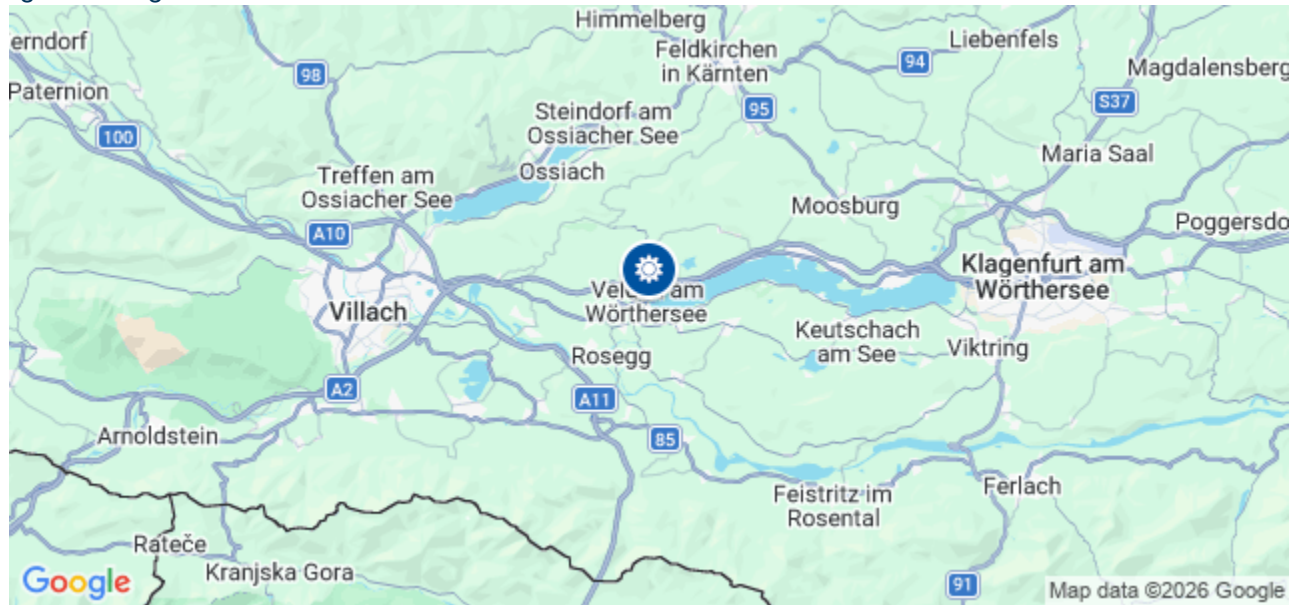 Himmelberg
erndorf
Feldkirchen
in Kärnten
Liebenfels
94
98
Magdalensberg
Paternion
S37
95
Steindorf am
Ossiacher See
100
Maria Saal
Treffen am
Ossiacher See
Ossiach
Moosburg
Poggersdo
A10
Klagenfurt am
Wörthersee
Villach
am
Wörthersee
Keutschach
am See
Viktring
Rosegg
A2
A11
Arnoldstein
85
Feistritz im
Rosental
Ferlach
Rateče
Kranjska Gora
91
Google
Map data ©2026 Google